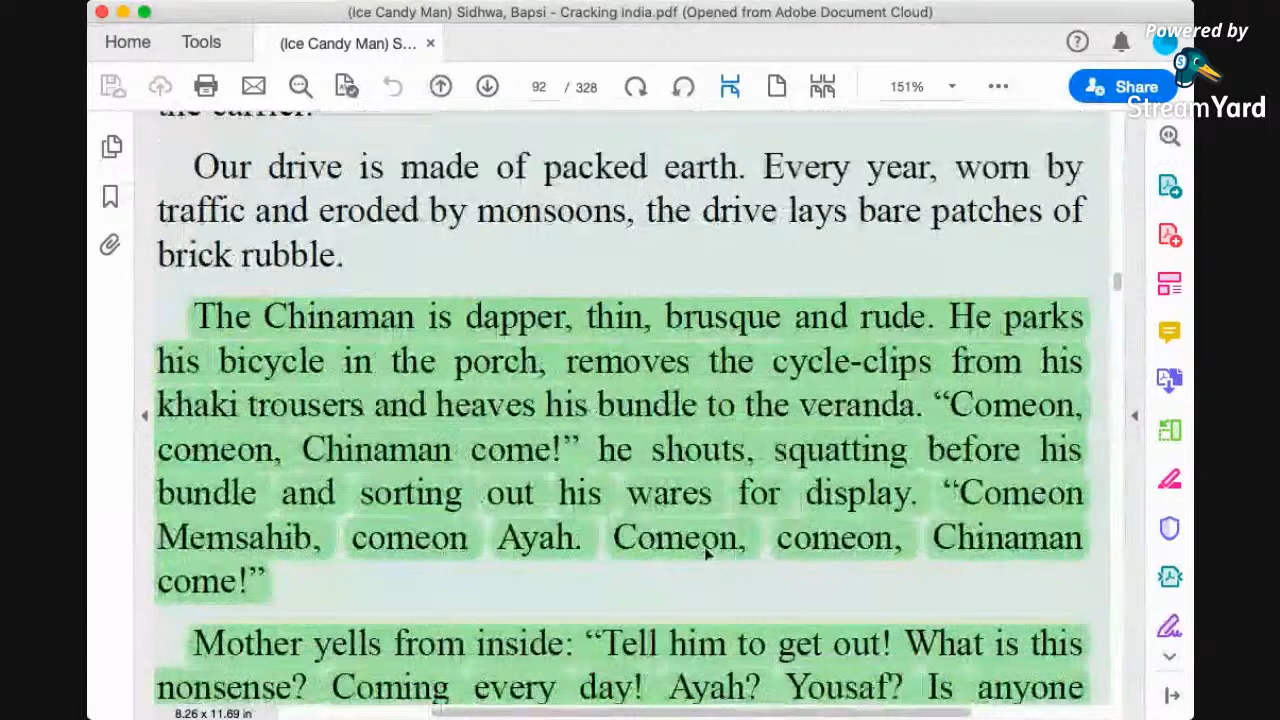 (Ice Candy Man) Sidhwa, Bapsi - Cracking India.pdf (Opened from Adobe Document Cloud)
Powered by
StreamYard
Home Tools (Ice Candy Man) S... ×
92 / 328 151% Share
the carrier.
Our drive is made of packed earth. Every year, worn by
traffic and eroded by monsoons, the drive lays bare patches of
brick rubble.
The Chinaman is dapper, thin, brusque and rude. He parks
his bicycle in the porch, removes the cycle-clips from his
khaki trousers and heaves his bundle to the veranda. “Comeon,
comeon, Chinaman come!” he shouts, squatting before his
bundle and sorting out his wares for display. “Comeon
Memsahib, comeon Ayah. Comeon, comeon, Chinaman
come!”
Mother yells from inside: “Tell him to get out! What is this
nonsense? Coming every day! Ayah? Yousaf? Is anyone
8.26 x 11.69 in